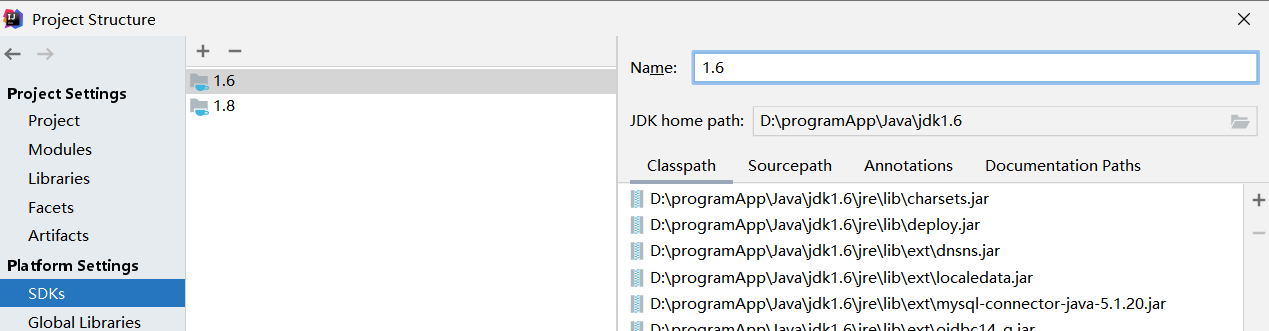 Project Structure
Project Settings
Project
Modules
Libraries
Facets
Artifacts
Platform Settings
SDKs
Global Libraries
1.6
1.8
Name: 1.6
JDK home path: D:\programApp\Java\jdk1.6
Classpath Sourcepath Annotations Documentation Paths
D:\programApp\Java\jdk1.6\jre\lib\charsets.jar
D:\programApp\Java\jdk1.6\jre\lib\deploy.jar
D:\programApp\Java\jdk1.6\jre\lib\ext\dnsns.jar
D:\programApp\Java\jdk1.6\jre\lib\ext\localedata.jar
D:\programApp\Java\jdk1.6\jre\lib\ext\mysql-connector-java-5.1.20.jar
D:\programApp\Java\jdk1.6\jre\lib\ext\ojdbc14_g.jar